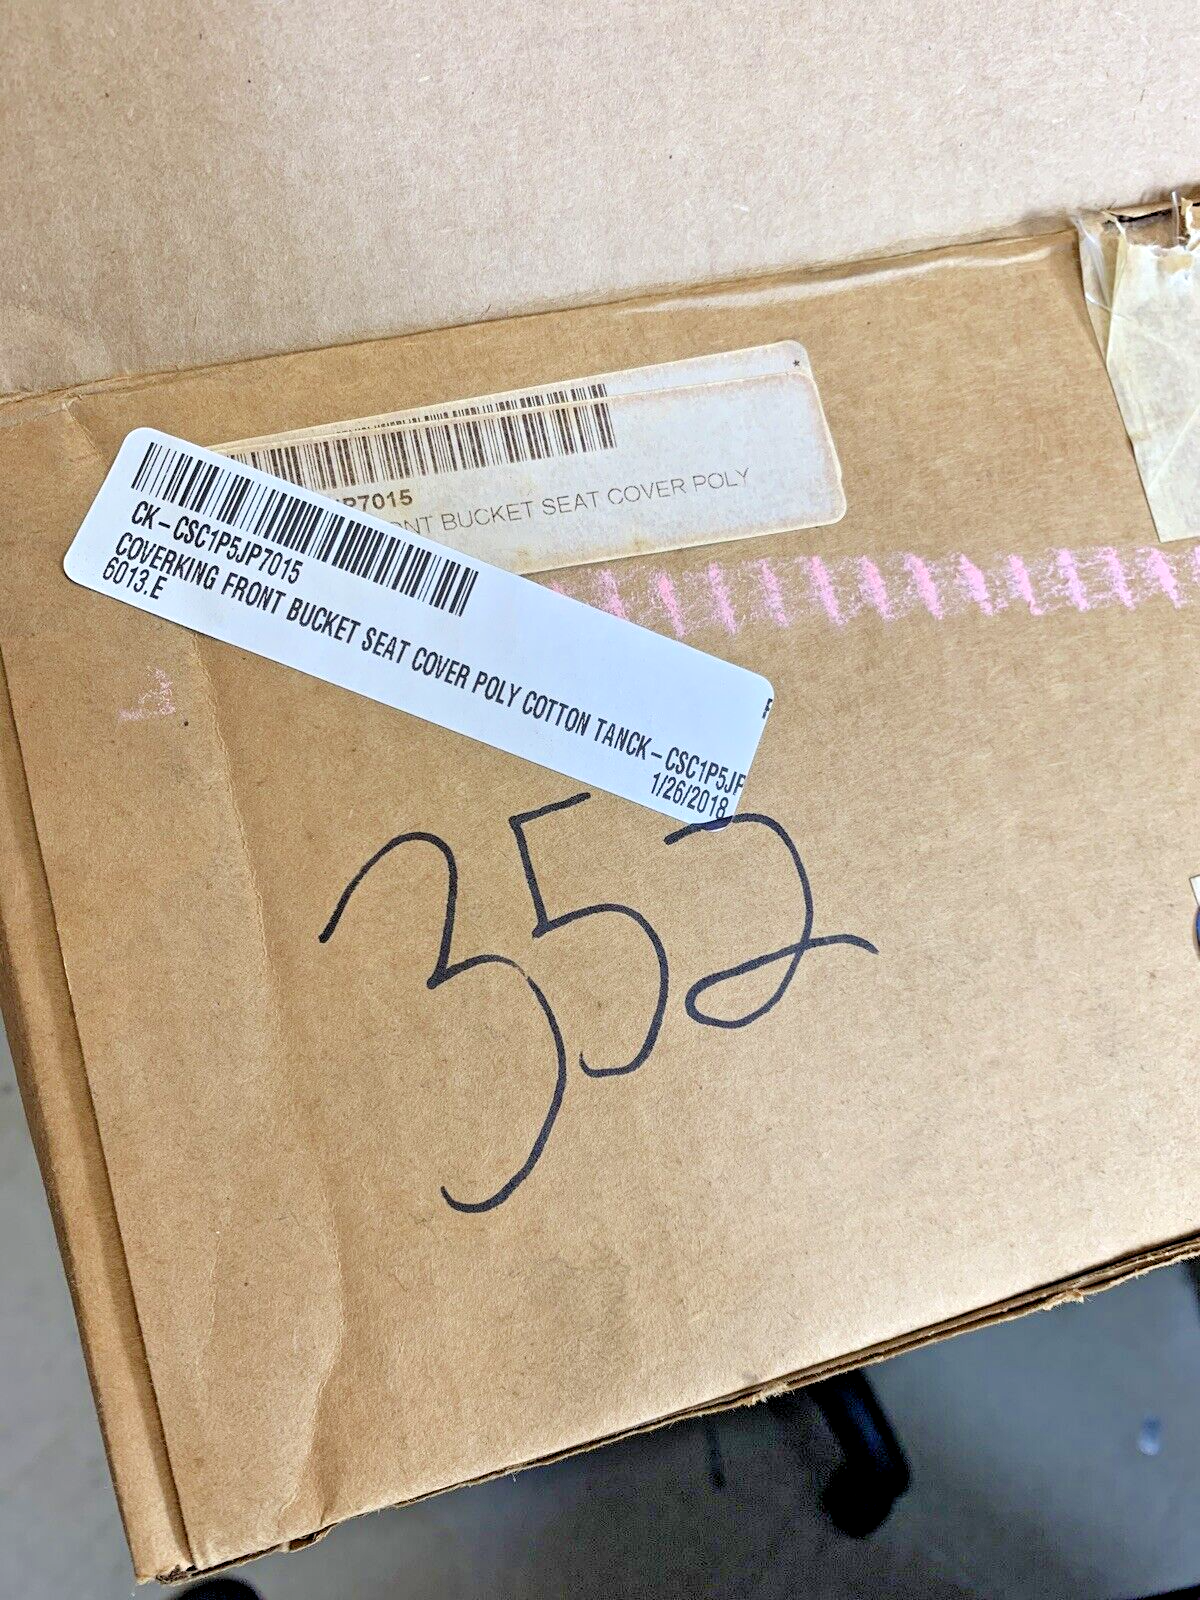 *
P7015
NT BUCKET SEAT COVER POLY
CK-CSC1P5JP7015
COVERKING FRONT BUCKET SEAT COVER POLY COTTON TANCK-CSC1P5JP
6013.E
1/26/2018
352